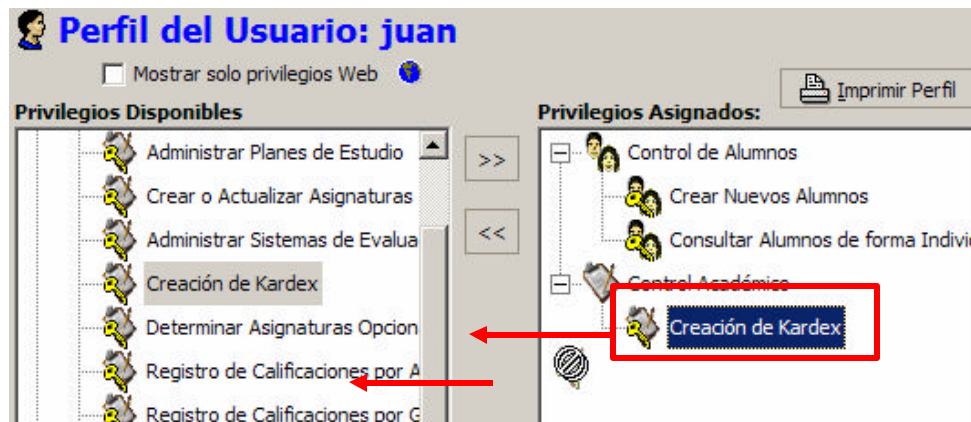 Perfil del Usuario: juan
Mostrar solo privilegios Web
Imprimir Perfil
Privilegios Disponibles
Privilegios Asignados:
Administrar Planes de Estudio
Crear o Actualizar Asignaturas
Administrar Sistemas de Evalua
Creación de Kardex
Determinar Asignaturas Opcion
Registro de Calificaciones por A
Registro de Calificaciones por G
>>
<<
Control de Alumnos
Crear Nuevos Alumnos
Consultar Alumnos de forma Indivi
Control Académico
Creación de Kardex